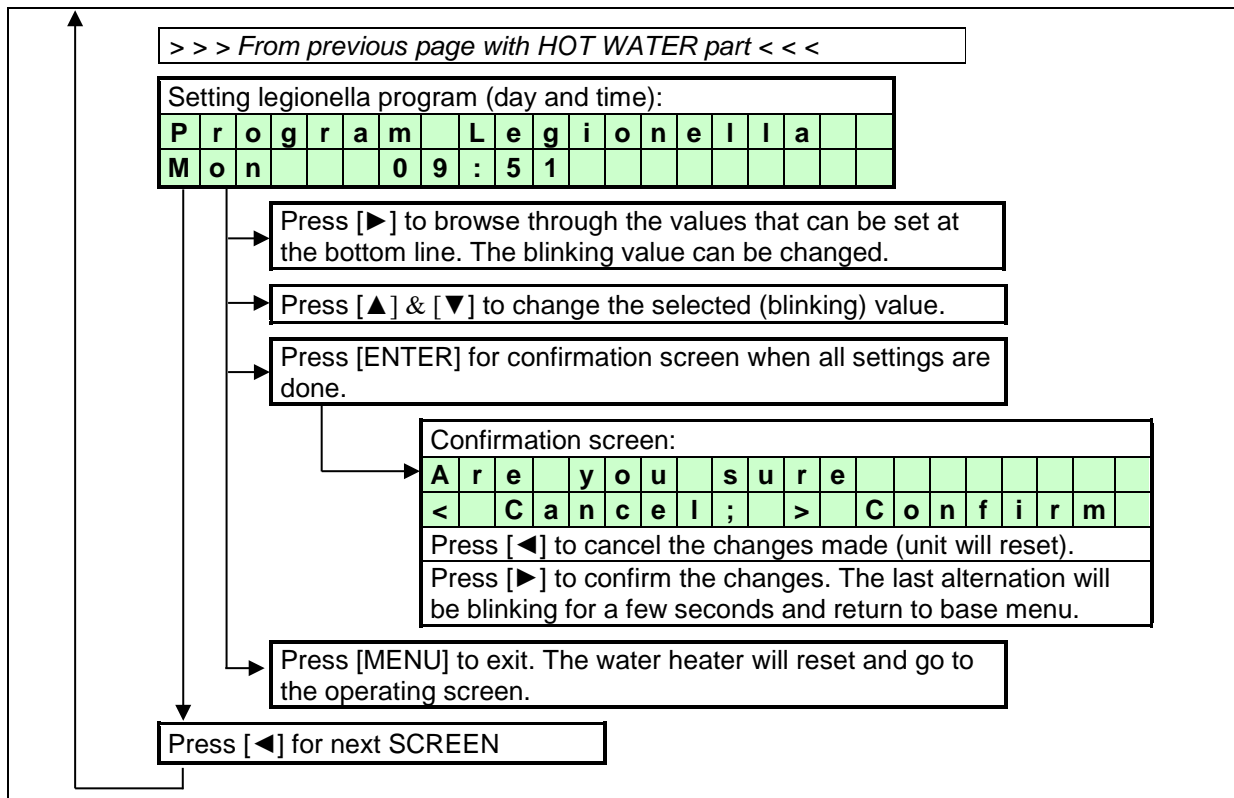 > > > From previous page with HOT WATER part < < <
Setting legionella program (day and time):
Program Legionella
Mon 09:51
Press [►] to browse through the values that can be set at
the bottom line. The blinking value can be changed.
Press [▲] & [▼] to change the selected (blinking) value.
Press [ENTER] for confirmation screen when all settings are
done.
Confirmation screen:
Are you sure
< Cancel; > Confirm
Press [◄] to cancel the changes made (unit will reset).
Press [►] to confirm the changes. The last alternation will
be blinking for a few seconds and return to base menu.
Press [MENU] to exit. The water heater will reset and go to
the operating screen.
Press [◄] for next SCREEN